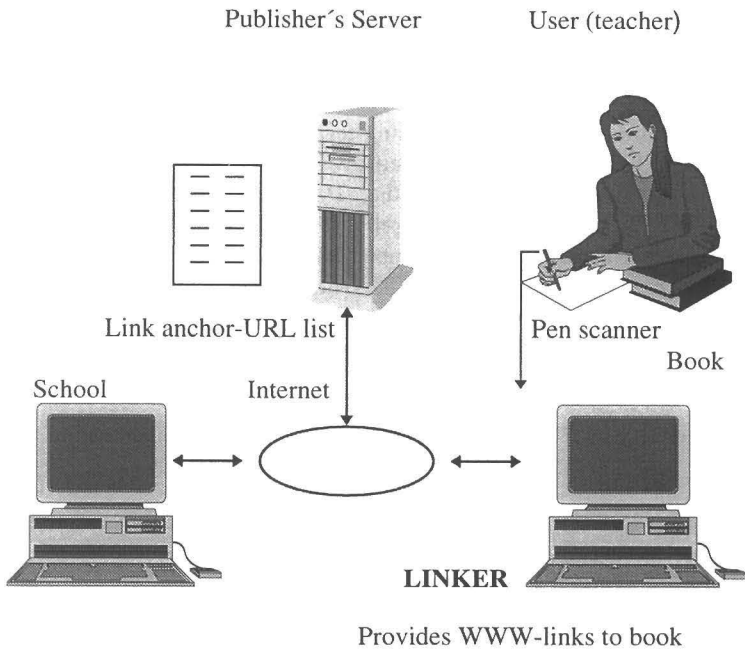 Publisher´s Server
User (teacher)
Link anchor-URL list
Pen scanner
Book
School
Internet
LINKER
Provides WWW-links to book